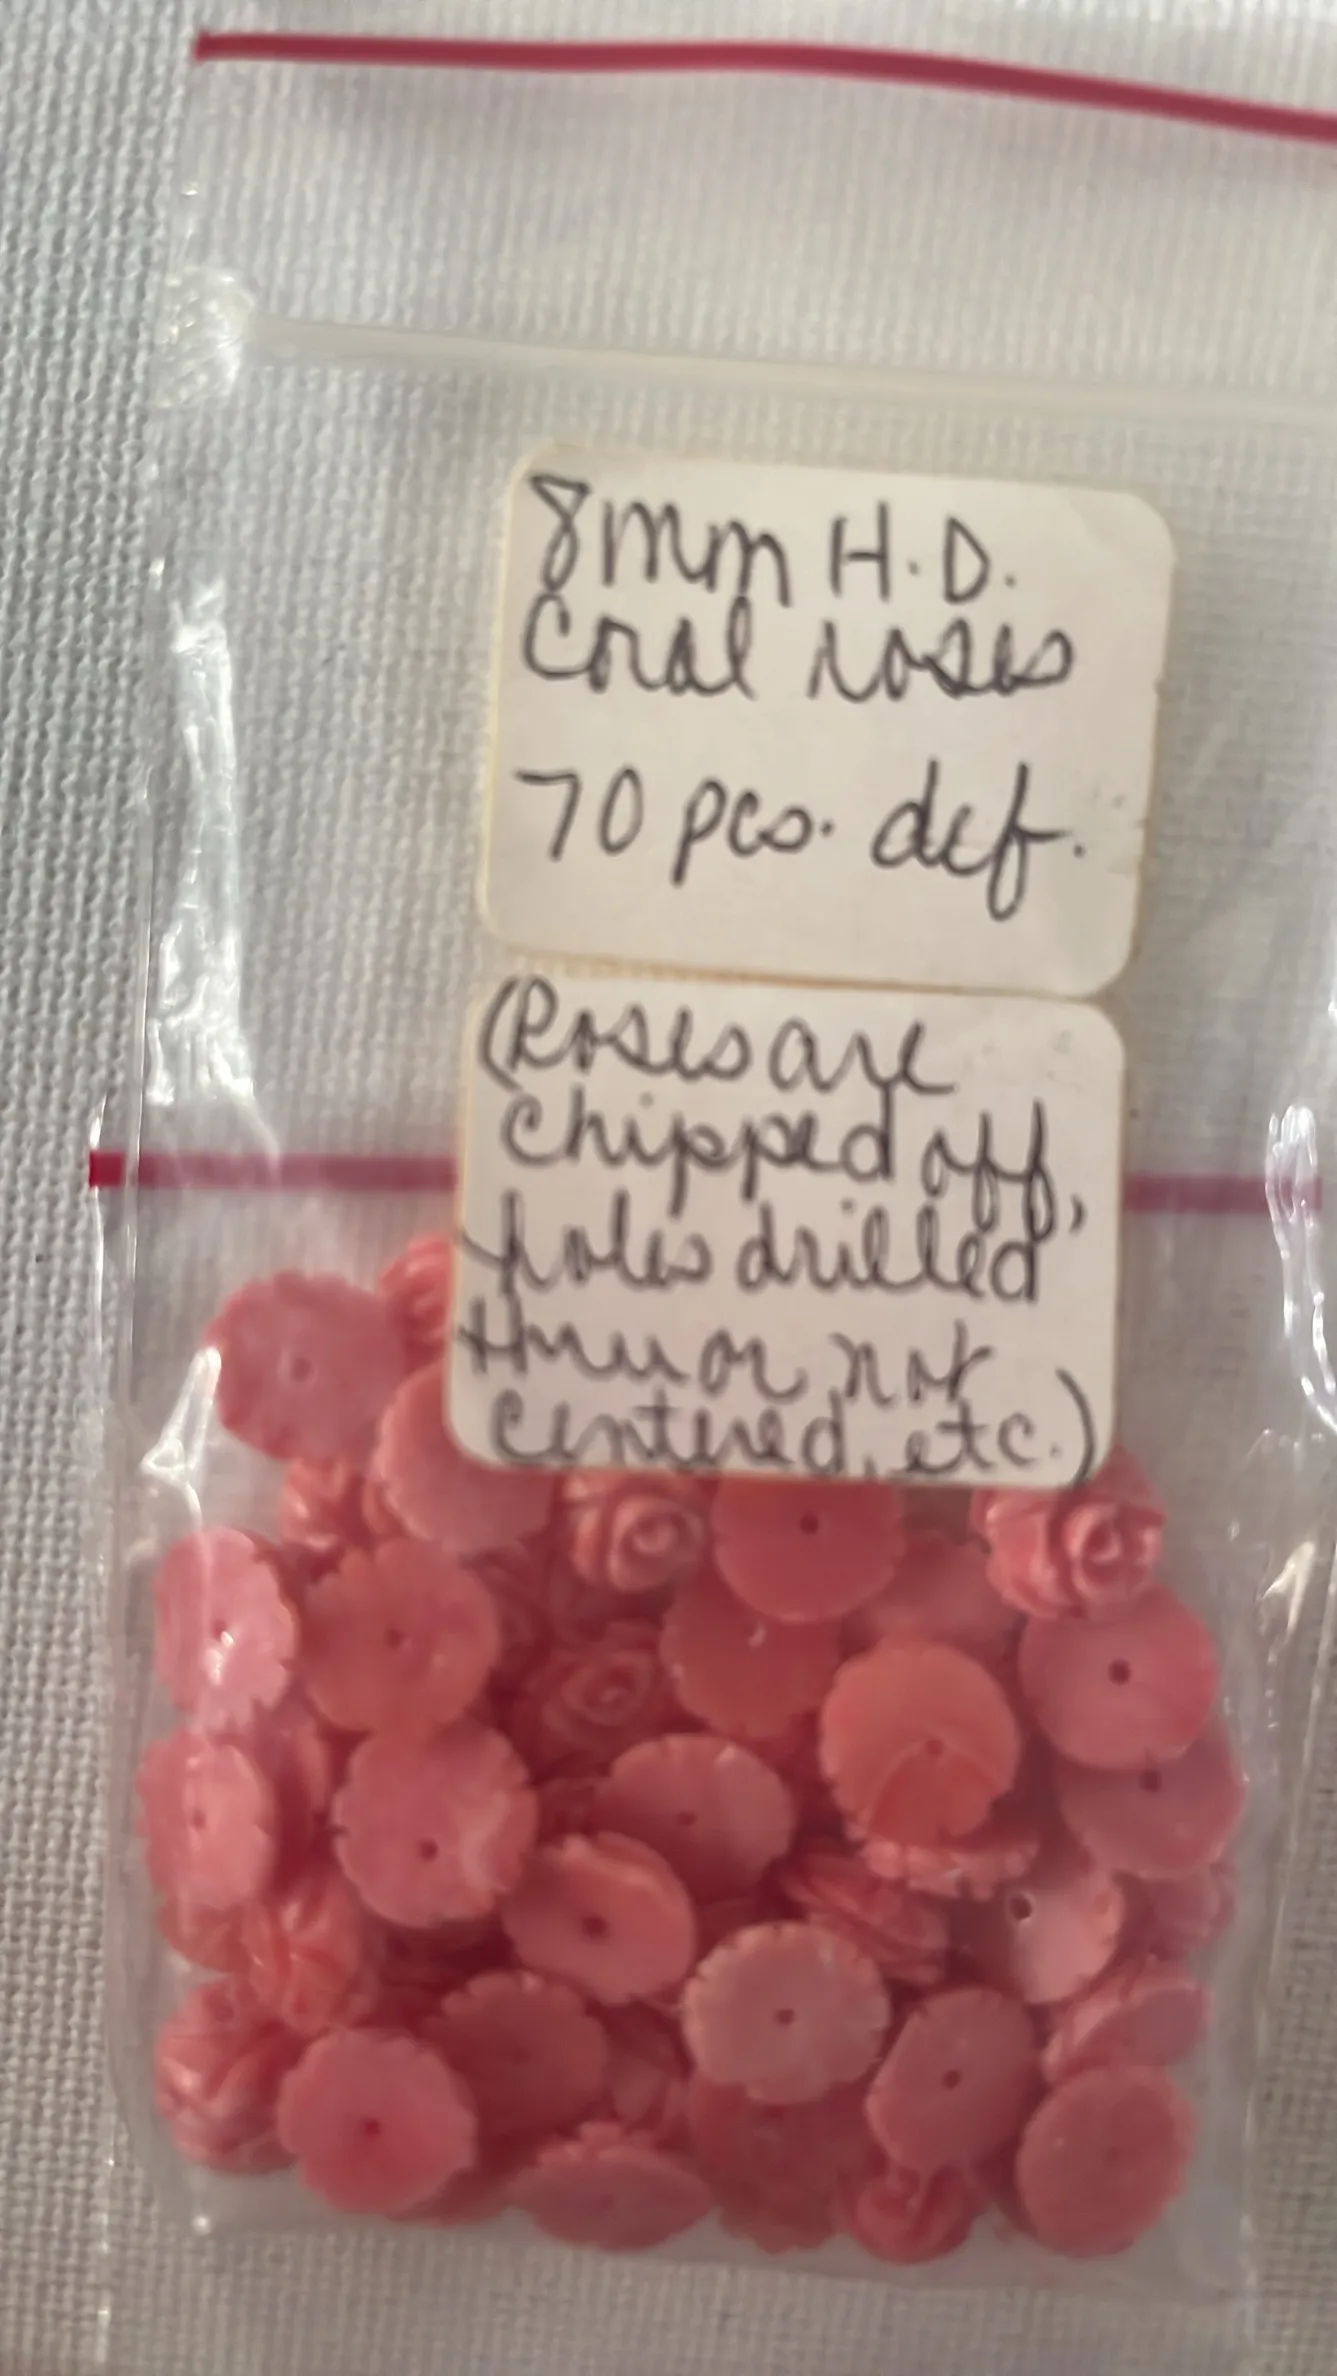 8mm H.D.
Coral roses
70 pcs. def.
(Roses are
chipped off,
holes drilled
thru or not
centered, etc.)